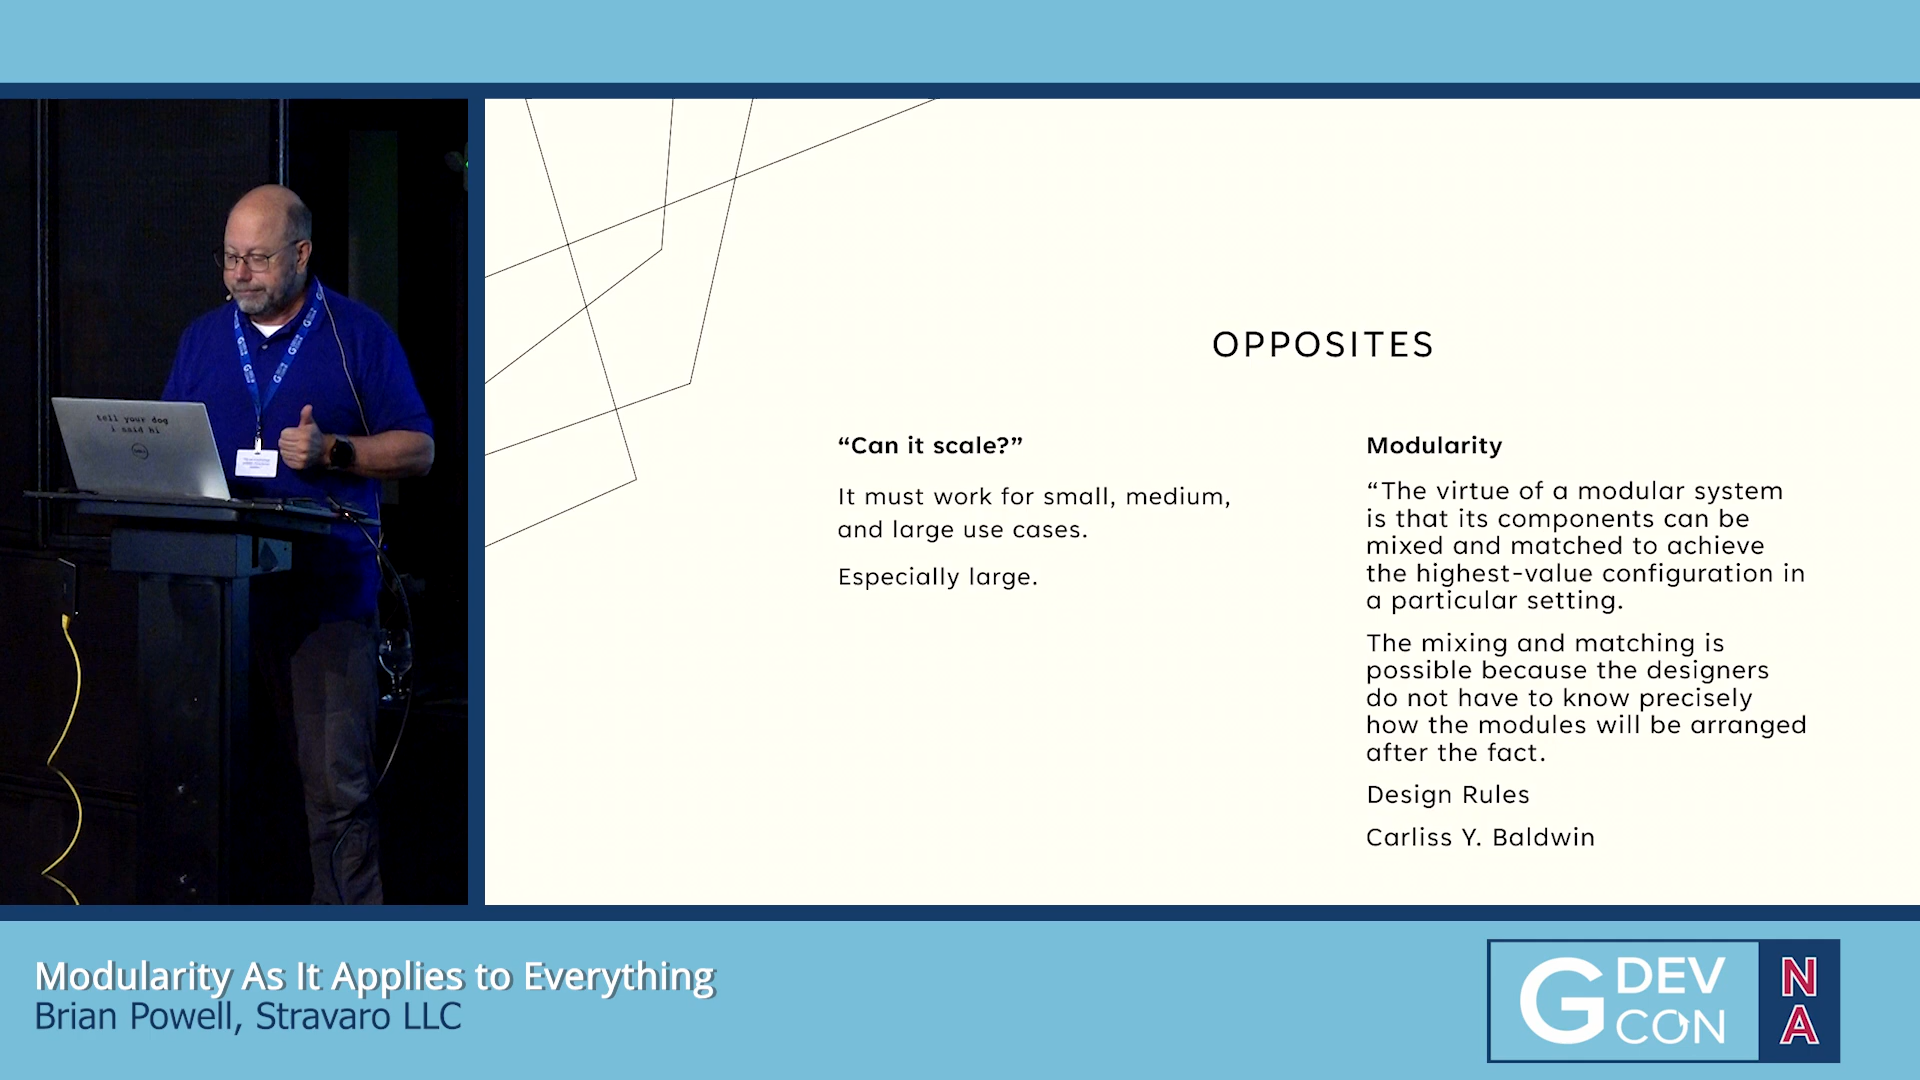 tell your dog
i said hi
DELL
OPPOSITES
“Can it scale?”
It must work for small, medium,
and large use cases.
Especially large.
Modularity
“The virtue of a modular system
is that its components can be
mixed and matched to achieve
the highest-value configuration in
a particular setting.
The mixing and matching is
possible because the designers
do not have to know precisely
how the modules will be arranged
after the fact.
Design Rules
Carliss Y. Baldwin
Modularity As It Applies to Everything
Brian Powell, Stravaro LLC
G DEV
CON
N
A